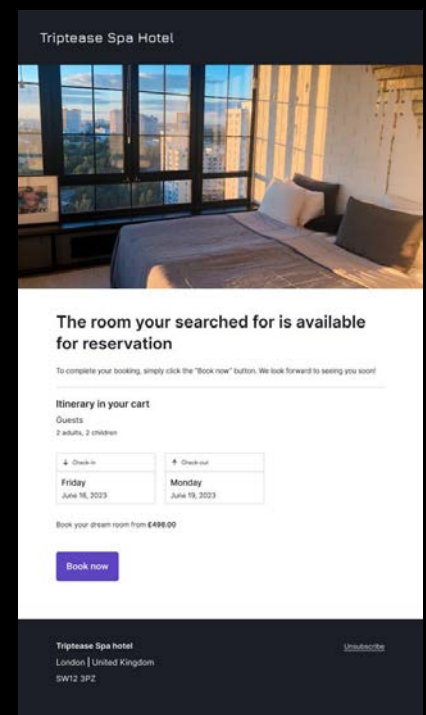 Triptease Spa Hotel
The room your searched for is available
for reservation
To complete your booking, simply click the "Book now" button. We look forward to seeing you soon!
Itinerary in your cart
Guests
2 adults, 2 children
↓ Check-in
↑ Check-out
Friday
Monday
June 16, 2023
June 19, 2023
Book your dream room from £498.00
Book now
Triptease Spa hotel
Unsubscribe
London | United Kingdom
SW12 3PZ